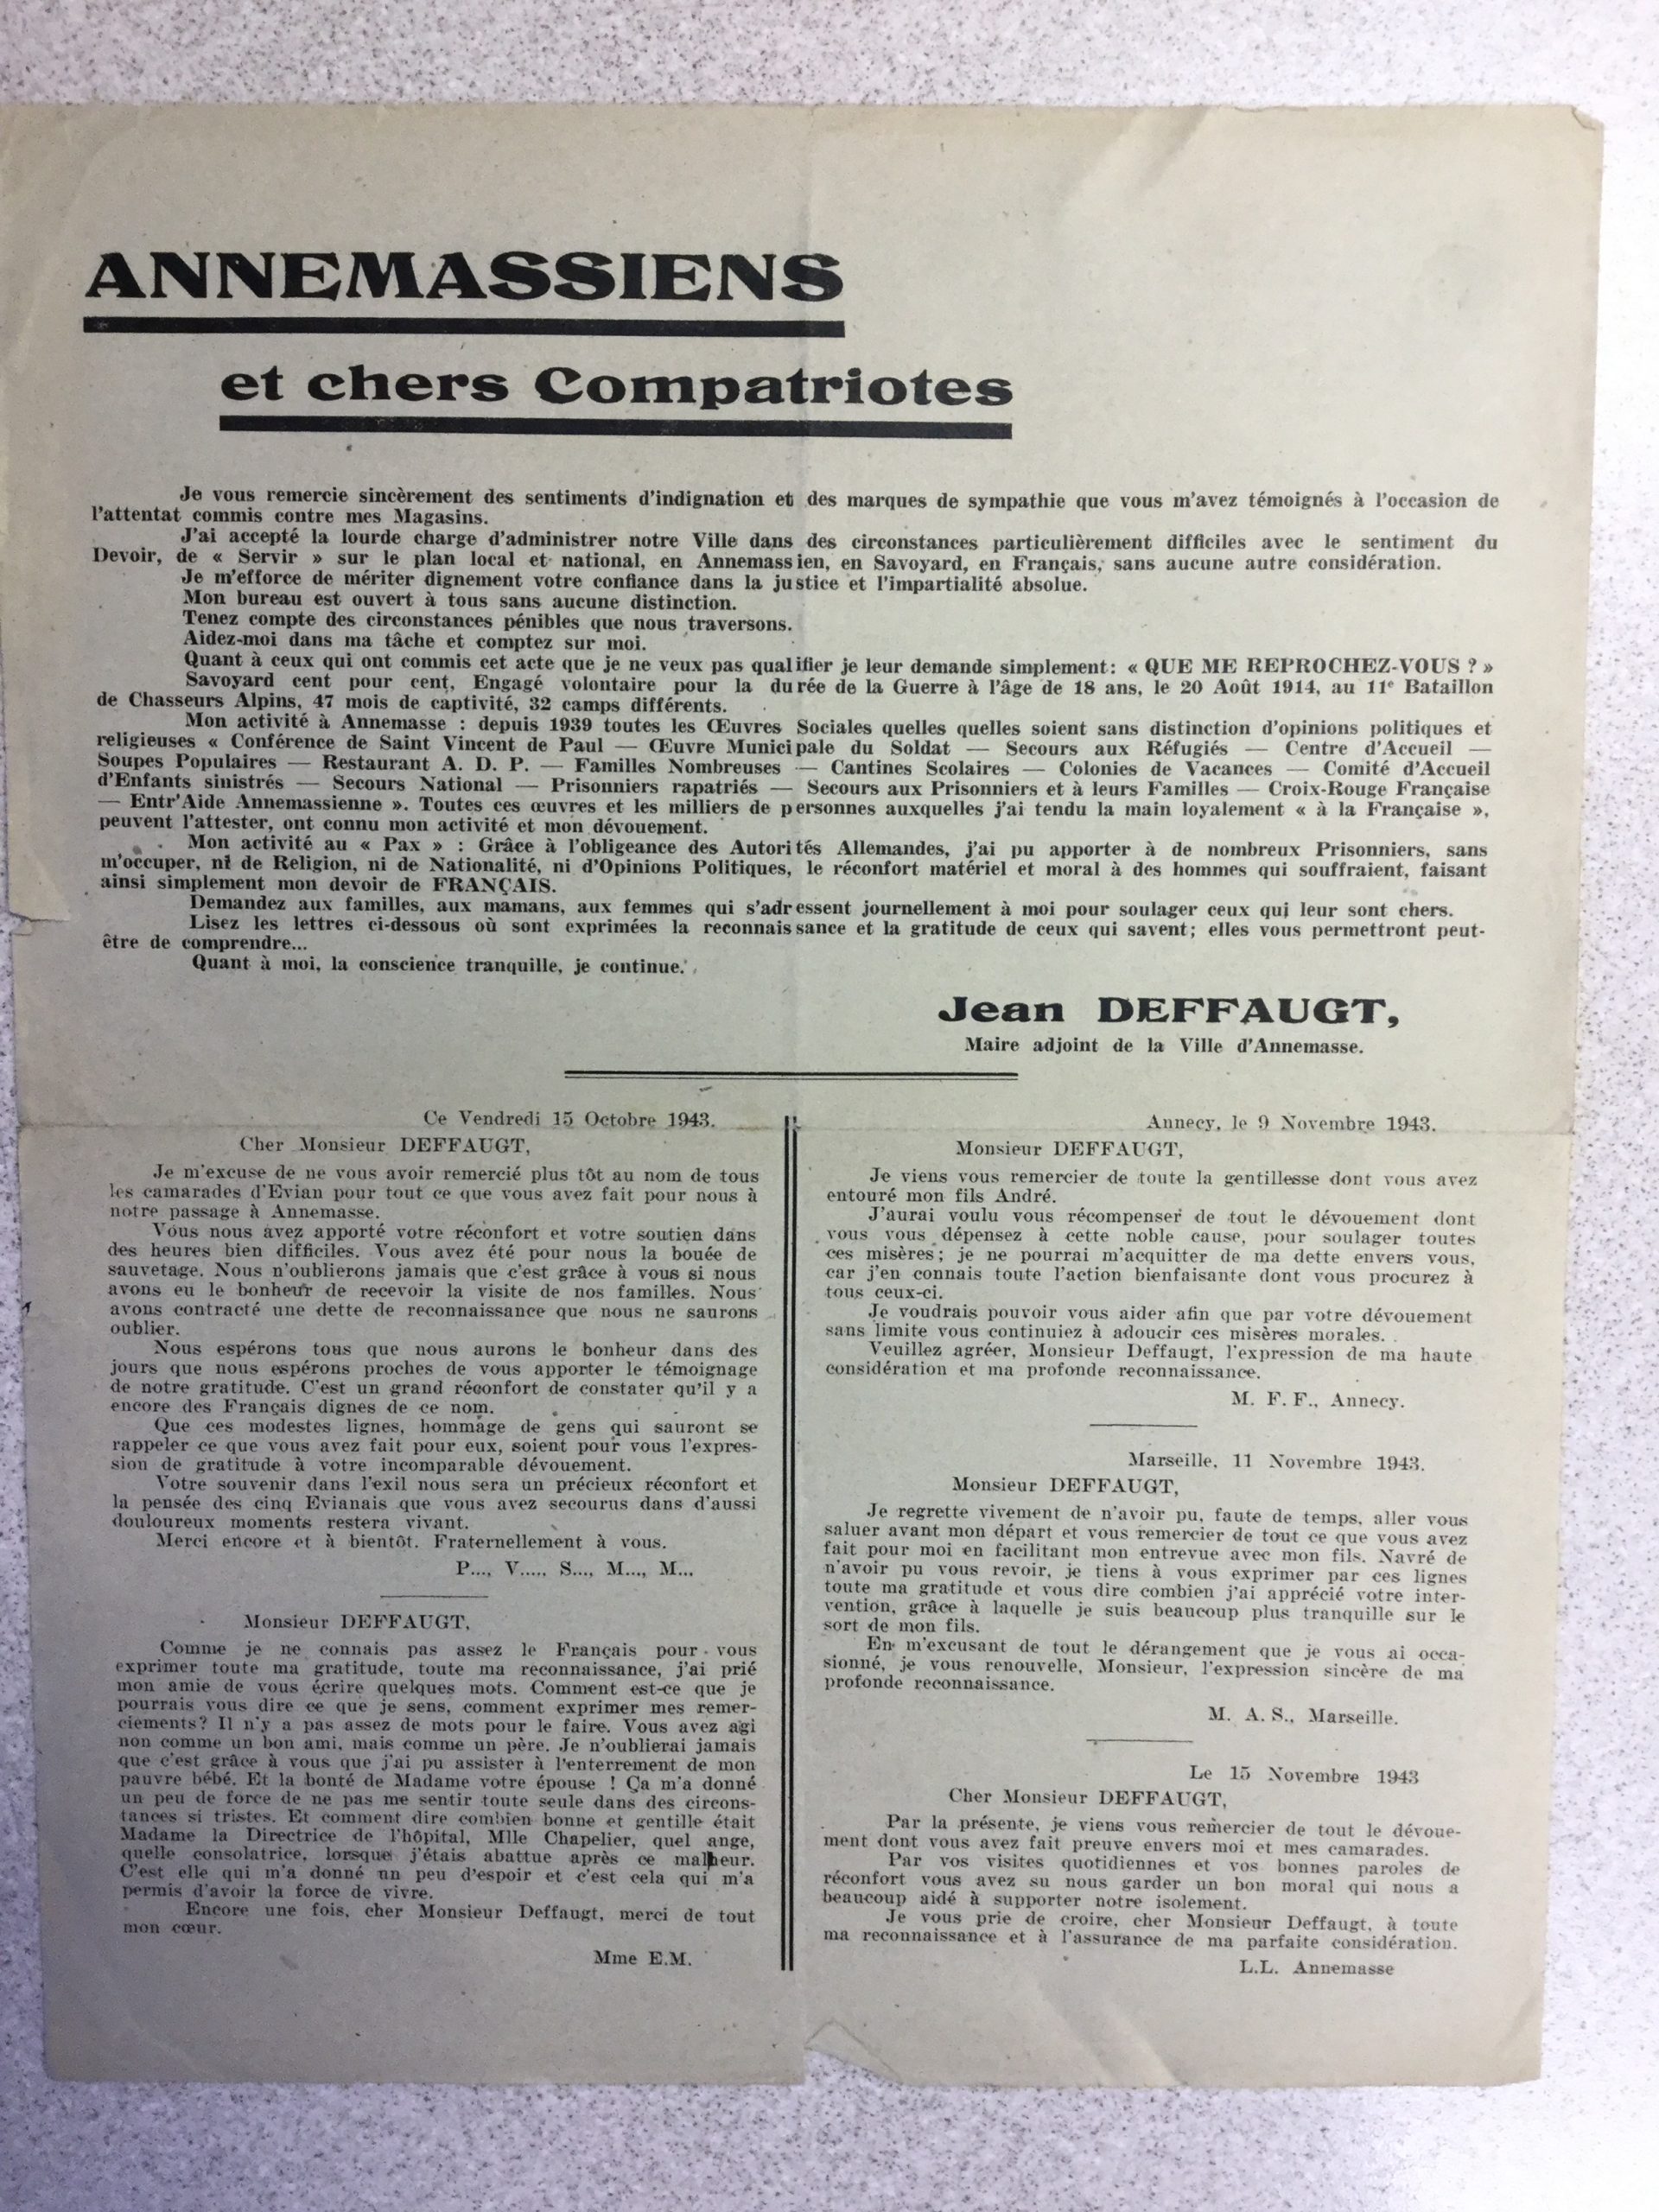 ANNEMASSIENS
et chers Compatriotes
Je vous remercie sincèrement des sentiments d'indignation et des marques de sympathie que vous m'avez témoignés à l'occasion de
l'attentat commis contre mes Magasins.
J'ai accepté la lourde charge d'administrer notre Ville dans des circonstances particulièrement difficiles avec le sentiment du
Devoir, de « Servir » sur le plan local et national, en Annemassien, en Savoyard, en Français, sans aucune autre considération.
Je m'efforce de mériter dignement votre confiance dans la justice et l'impartialité absolue.
Mon bureau est ouvert à tous sans aucune distinction.
Tenez compte des circonstances pénibles que nous traversons.
Aidez-moi dans ma tâche et comptez sur moi.
Quant à ceux qui ont commis cet acte que je ne veux pas qualifier je leur demande simplement: « QUE ME REPROCHEZ-VOUS ? »
Savoyard cent pour cent, Engagé volontaire pour la durée de la Guerre à l'âge de 18 ans, le 20 Août 1914, au 11e Bataillon
de Chasseurs Alpins, 47 mois de captivité, 32 camps différents.
Mon activité à Annemasse : depuis 1939 toutes les Œuvres Sociales quelles quelles soient sans distinction d'opinions politiques et
religieuses « Conférence de Saint Vincent de Paul — Œuvre Municipale du Soldat — Secours aux Réfugiés — Centre d'Accueil —
Soupes Populaires — Restaurant A. D. P. — Familles Nombreuses — Cantines Scolaires — Colonies de Vacances — Comité d'Accueil
d'Enfants sinistrés — Secours National — Prisonniers rapatriés — Secours aux Prisonniers et à leurs Familles — Croix-Rouge Française
— Entr'Aide Annemassienne ». Toutes ces œuvres et les milliers de personnes auxquelles j'ai tendu la main loyalement « à la Française »,
peuvent l'attester, ont connu mon activité et mon dévouement.
Mon activité au « Pax » : Grâce à l'obligeance des Autorités Allemandes, j'ai pu apporter à de nombreux Prisonniers, sans
m'occuper, ni de Religion, ni de Nationalité, ni d'Opinions Politiques, le réconfort matériel et moral à des hommes qui souffraient, faisant
ainsi simplement mon devoir de FRANÇAIS.
Demandez aux familles, aux mamans, aux femmes qui s'adressent journellement à moi pour soulager ceux qui leur sont chers.
Lisez les lettres ci-dessous où sont exprimées la reconnaissance et la gratitude de ceux qui savent; elles vous permettront peut-
être de comprendre...
Quant à moi, la conscience tranquille, je continue.
Jean DEFFAUGT,
Maire adjoint de la Ville d'Annemasse.
Ce Vendredi 15 Octobre 1943.
Cher Monsieur DEFFAUGT,
Je m'excuse de ne vous avoir remercié plus tôt au nom de tous
les camarades d'Evian pour tout ce que vous avez fait pour nous à
notre passage à Annemasse.
Vous nous avez apporté votre réconfort et votre soutien dans
des heures bien difficiles. Vous avez été pour nous la bouée de
sauvetage. Nous n'oublierons jamais que c'est grâce à vous si nous
avons eu le bonheur de recevoir la visite de nos familles. Nous
avons contracté une dette de reconnaissance que nous ne saurons
oublier.
Nous espérons tous que nous aurons le bonheur dans des
jours que nous espérons proches de vous apporter le témoignage
de notre gratitude. C'est un grand réconfort de constater qu'il y a
encore des Français dignes de ce nom.
Que ces modestes lignes, hommage de gens qui sauront se
rappeler ce que vous avez fait pour eux, soient pour vous l'expres-
sion de gratitude à votre incomparable dévouement.
Votre souvenir dans l'exil nous sera un précieux réconfort et
la pensée des cinq Evianais que vous avez secourus dans d'aussi
douloureux moments restera vivant.
Merci encore et à bientôt. Fraternellement à vous.
P..., V...., S..., M..., M...
Monsieur DEFFAUGT,
Comme je ne connais pas assez le Français pour vous
exprimer toute ma gratitude, toute ma reconnaissance, j'ai prié
mon amie de vous écrire quelques mots. Comment est-ce que je
pourrais vous dire ce que je sens, comment exprimer mes remer-
ciements? Il n'y a pas assez de mots pour le faire. Vous avez agi
non comme un bon ami, mais comme un père. Je n'oublierai jamais
que c'est grâce à vous que j'ai pu assister à l'enterrement de mon
pauvre bébé. Et la bonté de Madame votre épouse ! Ça m'a donné
un peu de force de ne pas me sentir toute seule dans des circons-
tances si tristes. Et comment dire combien bonne et gentille était
Madame la Directrice de l'hôpital, Mlle Chapelier, quel ange,
quelle consolatrice, lorsque j'étais abattue après ce malheur.
C'est elle qui m'a donné un peu d'espoir et c'est cela qui m'a
permis d'avoir la force de vivre.
Encore une fois, cher Monsieur Deffaugt, merci de tout
mon cœur.
Mme E.M.
Annecy, le 9 Novembre 1943.
Monsieur DEFFAUGT,
Je viens vous remercier de toute la gentillesse dont vous avez
entouré mon fils André.
J'aurai voulu vous récompenser de tout le dévouement dont
vous vous dépensez à cette noble cause, pour soulager toutes
ces misères; je ne pourrai m'acquitter de ma dette envers vous,
car j'en connais toute l'action bienfaisante dont vous procurez à
tous ceux-ci.
Je voudrais pouvoir vous aider afin que par votre dévouement
sans limite vous continuiez à adoucir ces misères morales.
Veuillez agréer, Monsieur Deffaugt, l'expression de ma haute
considération et ma profonde reconnaissance.
M. F. F., Annecy.
Marseille, 11 Novembre 1943.
Monsieur DEFFAUGT,
Je regrette vivement de n'avoir pu, faute de temps, aller vous
saluer avant mon départ et vous remercier de tout ce que vous avez
fait pour moi en facilitant mon entrevue avec mon fils. Navré de
n'avoir pu vous revoir, je tiens à vous exprimer par ces lignes
toute ma gratitude et vous dire combien j'ai apprécié votre inter-
vention, grâce à laquelle je suis beaucoup plus tranquille sur le
sort de mon fils.
En m'excusant de tout le dérangement que je vous ai occa-
sionné, je vous renouvelle, Monsieur, l'expression sincère de ma
profonde reconnaissance.
M. A. S., Marseille.
Le 15 Novembre 1943
Cher Monsieur DEFFAUGT,
Par la présente, je viens vous remercier de tout le dévoue-
ment dont vous avez fait preuve envers moi et mes camarades.
Par vos visites quotidiennes et vos bonnes paroles de
réconfort vous avez su nous garder un bon moral qui nous a
beaucoup aidé à supporter notre isolement.
Je vous prie de croire, cher Monsieur Deffaugt, à toute
ma reconnaissance et à l'assurance de ma parfaite considération.
L.L. Annemasse